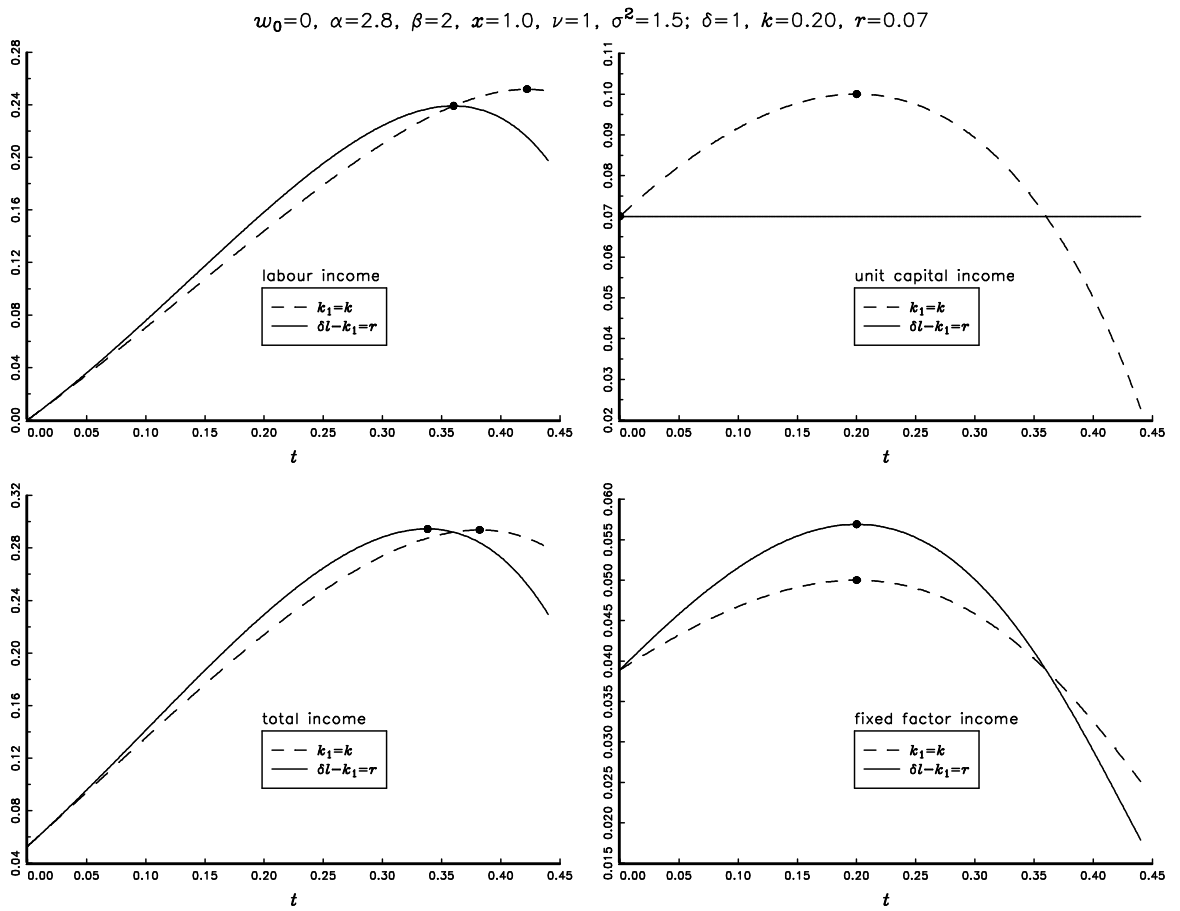 w₀=0, α=2.8, β=2, x=1.0, ν=1, σ²=1.5; δ=1, k=0.20, r=0.07
0.28
0.24
0.20
0.16
0.12
0.08
0.04
0.00
labour income
k₁=k
δl−k₁=r
0.00 0.05 0.10 0.15 0.20 0.25 0.30 0.35 0.40 0.45
t
0.11
0.10
0.09
0.08
0.07
0.06
0.05
0.04
0.03
0.02
unit capital income
k₁=k
δl−k₁=r
0.00 0.05 0.10 0.15 0.20 0.25 0.30 0.35 0.40 0.45
t
0.32
0.28
0.24
0.20
0.16
0.12
0.08
0.04
total income
k₁=k
δl−k₁=r
0.00 0.05 0.10 0.15 0.20 0.25 0.30 0.35 0.40 0.45
t
0.060
0.055
0.050
0.045
0.040
0.035
0.030
0.025
0.020
0.015
fixed factor income
k₁=k
δl−k₁=r
0.00 0.05 0.10 0.15 0.20 0.25 0.30 0.35 0.40 0.45
t